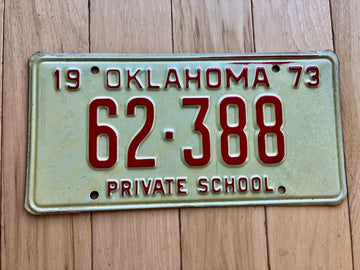 19 OKLAHOMA 73
62·388
PRIVATE SCHOOL